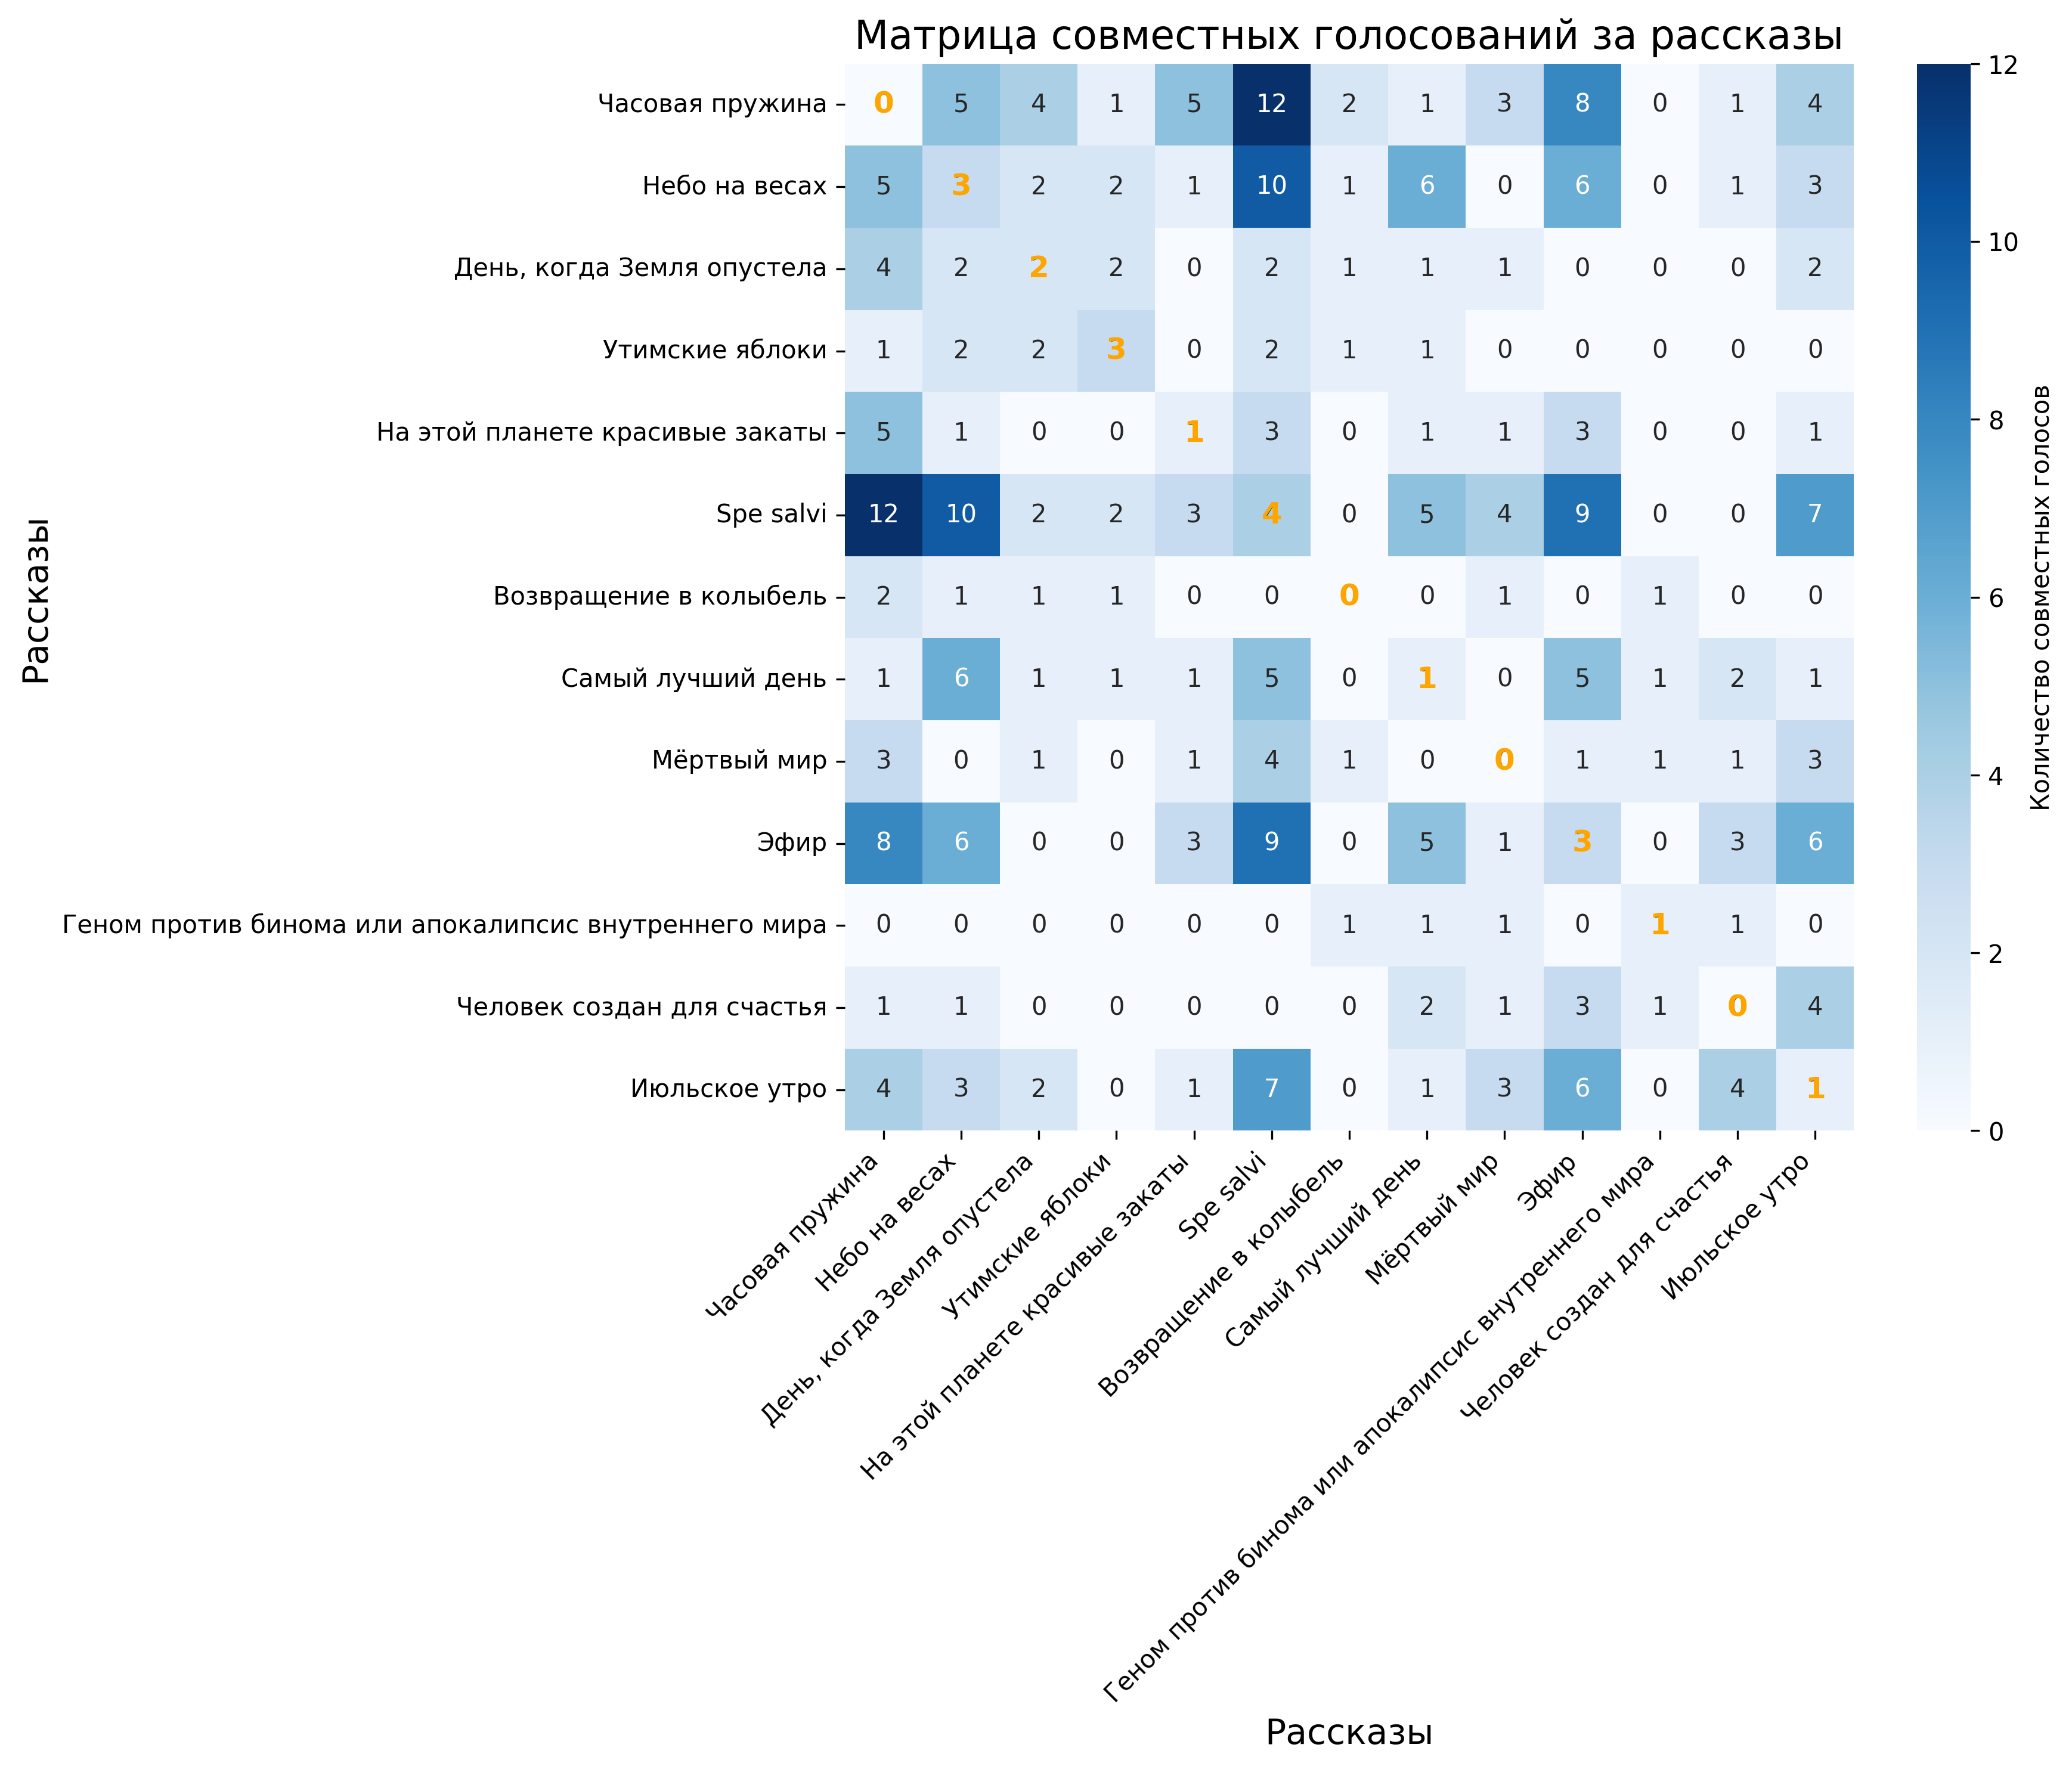 Матрица совместных голосований за рассказы
Рассказы
Часовая пружина 0 5 4 1 5 12 2 1 3 8 0 1 4
Небо на весах 5 3 2 2 1 10 1 6 0 6 0 1 3
День, когда Земля опустела 4 2 2 2 0 2 1 1 1 0 0 0 2
Утимские яблоки 1 2 2 3 0 2 1 1 0 0 0 0 0
На этой планете красивые закаты 5 1 0 0 1 3 0 1 1 3 0 0 1
Spe salvi 12 10 2 2 3 4 0 5 4 9 0 0 7
Возвращение в колыбель 2 1 1 1 0 0 0 0 1 0 1 0 0
Самый лучший день 1 6 1 1 1 5 0 1 0 5 1 2 1
Мёртвый мир 3 0 1 0 1 4 1 0 0 1 1 1 3
Эфир 8 6 0 0 3 9 0 5 1 3 0 3 6
Геном против бинома или апокалипсис внутреннего мира 0 0 0 0 0 0 1 1 1 0 1 1 0
Человек создан для счастья 1 1 0 0 0 0 0 2 1 3 1 0 4
Июльское утро 4 3 2 0 1 7 0 1 3 6 0 4 1
Часовая пружина
Небо на весах
День, когда Земля опустела
Утимские яблоки
На этой планете красивые закаты
Spe salvi
Возвращение в колыбель
Самый лучший день
Мёртвый мир
Эфир
Геном против бинома или апокалипсис внутреннего мира
Человек создан для счастья
Июльское утро
Рассказы
12
10
8
6
4
2
0
Количество совместных голосов